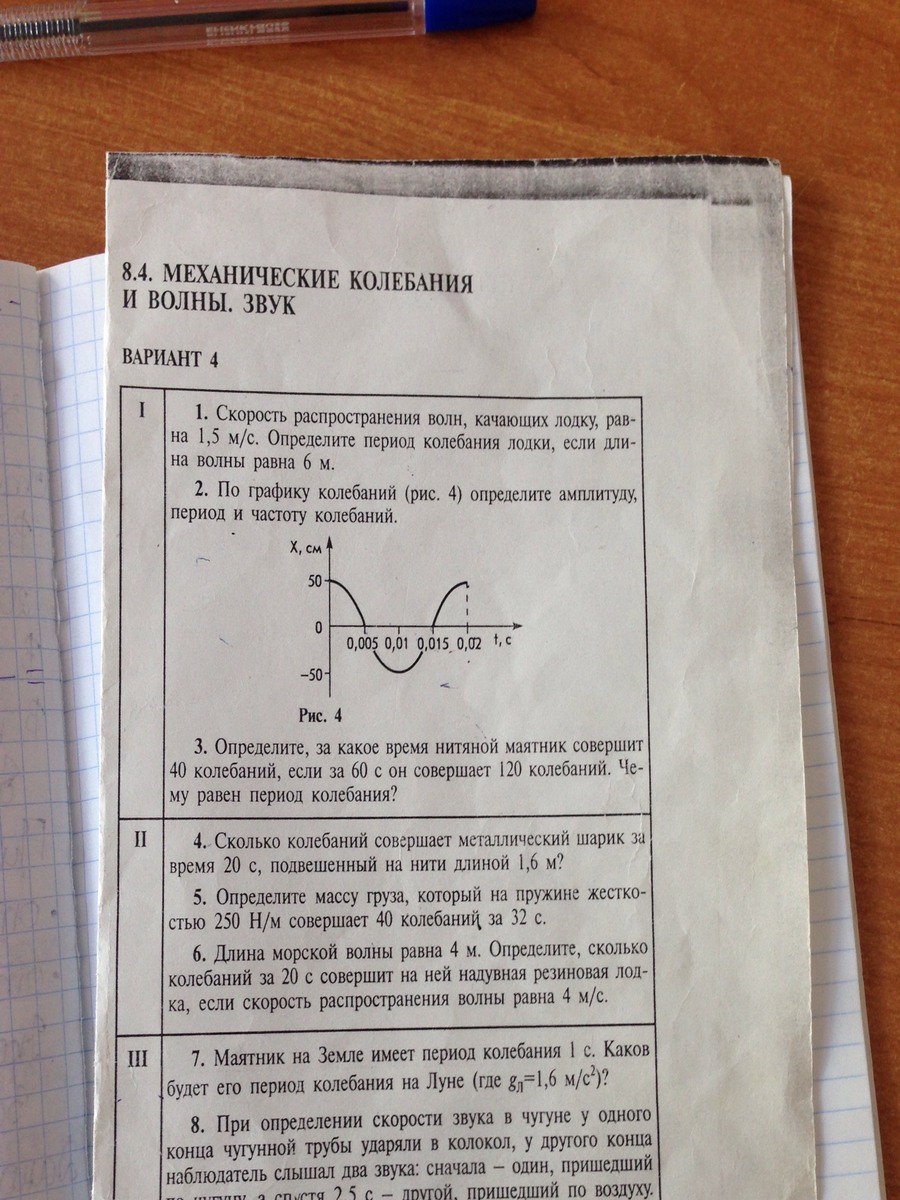 8.4. МЕХАНИЧЕСКИЕ КОЛЕБАНИЯ
И ВОЛНЫ. ЗВУК
ВАРИАНТ 4
I
1. Скорость распространения волн, качающих лодку, рав-
на 1,5 м/с. Определите период колебания лодки, если дли-
на волны равна 6 м.
2. По графику колебаний (рис. 4) определите амплитуду,
период и частоту колебаний.
X, см
50
0
0,005 0,01 0,015 0,02 t, с
−50
Рис. 4
3. Определите, за какое время нитяной маятник совершит
40 колебаний, если за 60 с он совершает 120 колебаний. Че-
му равен период колебания?
II
4. Сколько колебаний совершает металлический шарик за
время 20 с, подвешенный на нити длиной 1,6 м?
5. Определите массу груза, который на пружине жестко-
стью 250 Н/м совершает 40 колебаний за 32 с.
6. Длина морской волны равна 4 м. Определите, сколько
колебаний за 20 с совершит на ней надувная резиновая лод-
ка, если скорость распространения волны равна 4 м/с.
III
7. Маятник на Земле имеет период колебания 1 с. Каков
будет его период колебания на Луне (где gЛ=1,6 м/с²)?
8. При определении скорости звука в чугуне у одного
конца чугунной трубы ударяли в колокол, у другого конца
наблюдатель слышал два звука: сначала – один, пришедший
по чугуну, а спустя 2,5 с – другой, пришедший по воздуху.